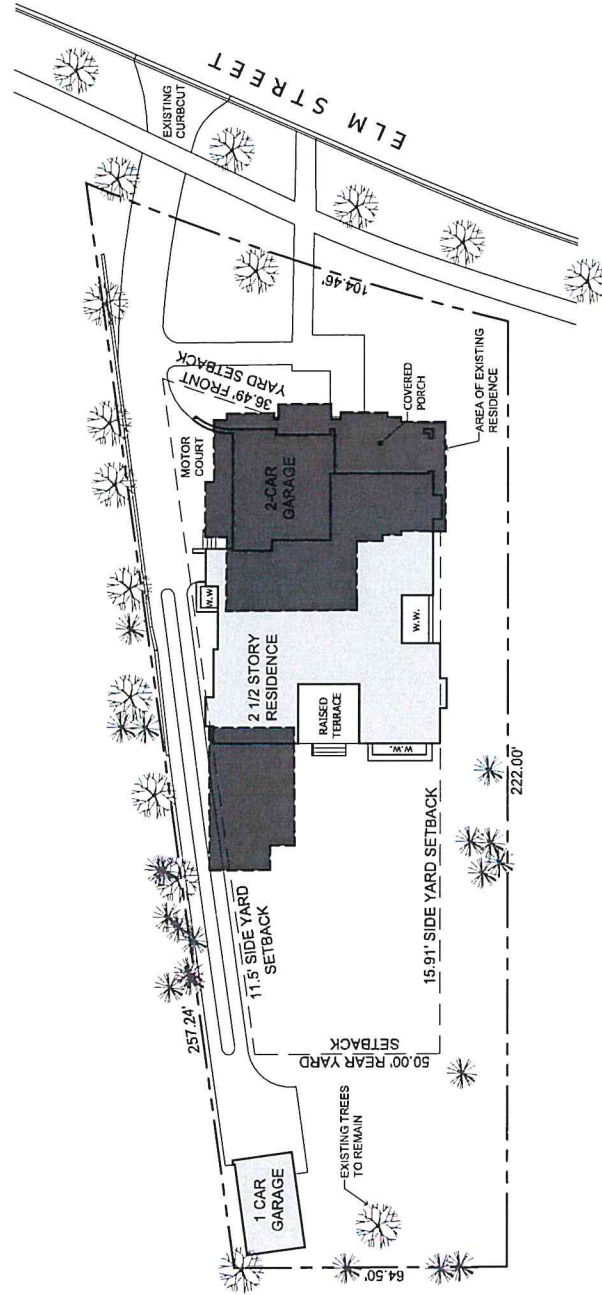 ELM STREET
EXISTING
CURBCUT
104.46'
36.49' FRONT
YARD SETBACK
MOTOR
COURT
2-CAR
GARAGE
COVERED
PORCH
AREA OF EXISTING
RESIDENCE
W.W.
W.W.
2 1/2 STORY
RESIDENCE
RAISED
TERRACE
W.W.
222.00'
11.5' SIDE YARD
SETBACK
15.91' SIDE YARD SETBACK
257.24'
50.00' REAR YARD
SETBACK
1 CAR
GARAGE
EXISTING TREES
TO REMAIN
64.50'